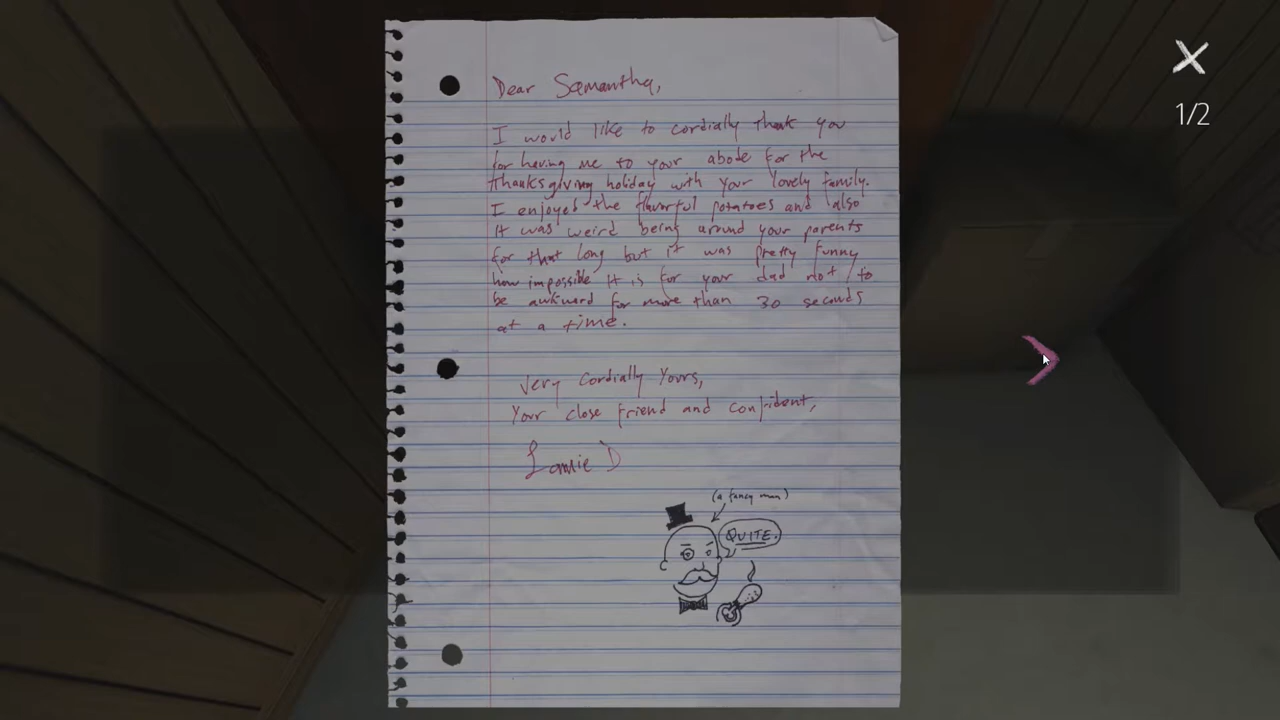 1/2
Dear Samantha,
I would like to cordially thank you
for having me to your abode for the
thanksgiving holiday with your lovely family.
I enjoyed the flavorful potatoes and also
it was weird being around your parents
for that long but it was pretty funny
how impossible it is for your dad not to
be awkward for more than 30 seconds
at a time.
Very Cordially Yours,
Your close friend and confident,
Lonnie D
(a fancy man)
QUITE.